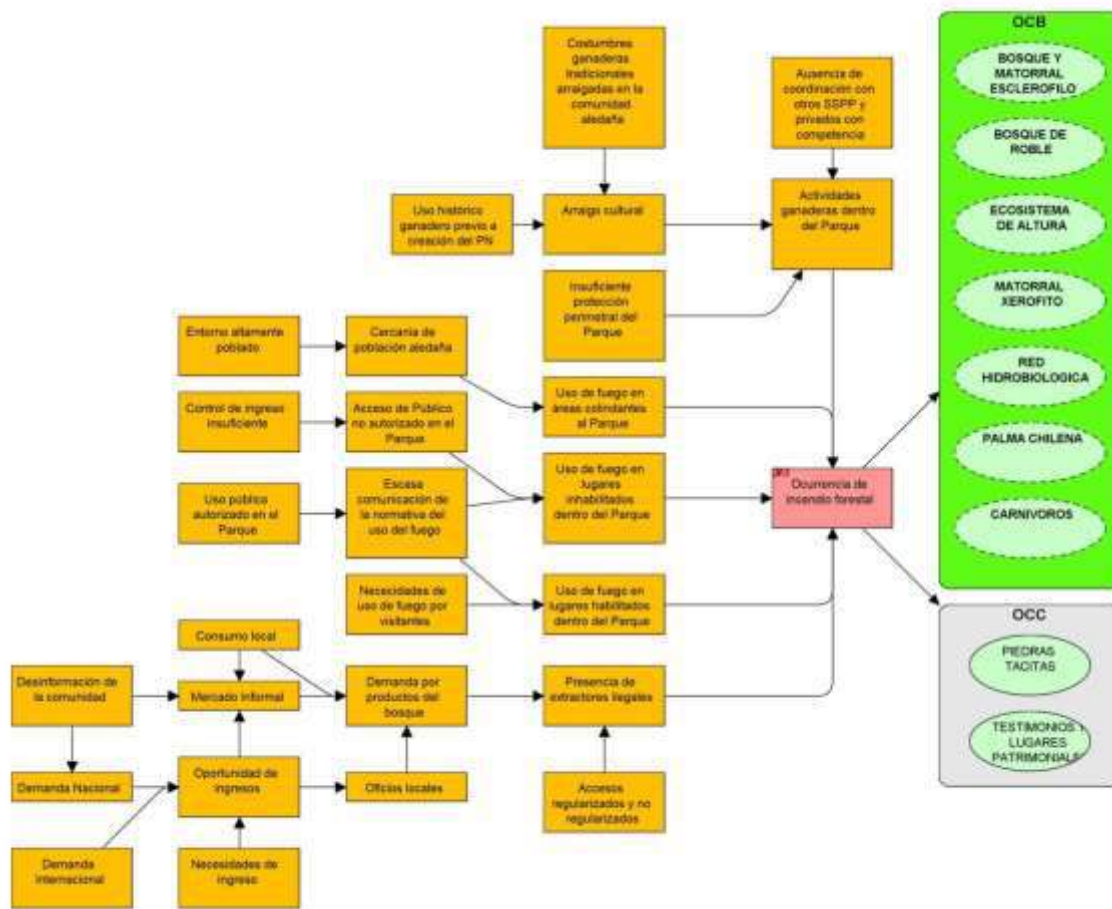 Costumbres
ganaderas
tradicionales
arraigadas en la
comunidad
aledaña
Ausencia de
coordinación con
otros SSPP y
privados con
competencia
Uso histórico
ganadero previo a
creación del PN
Arraigo cultural
Actividades
ganaderas dentro
del Parque
Insuficiente
protección
perimetral del
Parque
Entorno altamente
poblado
Cercanía de
población aledaña
Control de ingreso
insuficiente
Acceso de Público
no autorizado en el
Parque
Uso de fuego en
áreas colindantes
al Parque
Uso público
autorizado en el
Parque
Escasa
comunicación de
la normativa del
uso del fuego
Uso de fuego en
lugares
inhabilitados
dentro del Parque
Ocurrencia de
incendio forestal
Necesidades de
uso de fuego por
visitantes
Uso de fuego en
lugares habilitados
dentro del Parque
Consumo local
Desinformación de
la comunidad
Mercado Informal
Demanda por
productos del
bosque
Presencia de
extractores ilegales
Demanda Nacional
Oportunidad de
ingresos
Oficios locales
Accesos
regularizados y no
regularizados
Demanda
Internacional
Necesidades de
ingreso
OCB
BOSQUE Y
MATORRAL
ESCLEROFILO
BOSQUE DE
ROBLE
ECOSISTEMA
DE ALTURA
MATORRAL
XEROFITO
RED
HIDROBIOLOGICA
PALMA CHILENA
CARNIVOROS
OCC
PIEDRAS
TACITAS
TESTIMONIOS Y
LUGARES
PATRIMONIALE